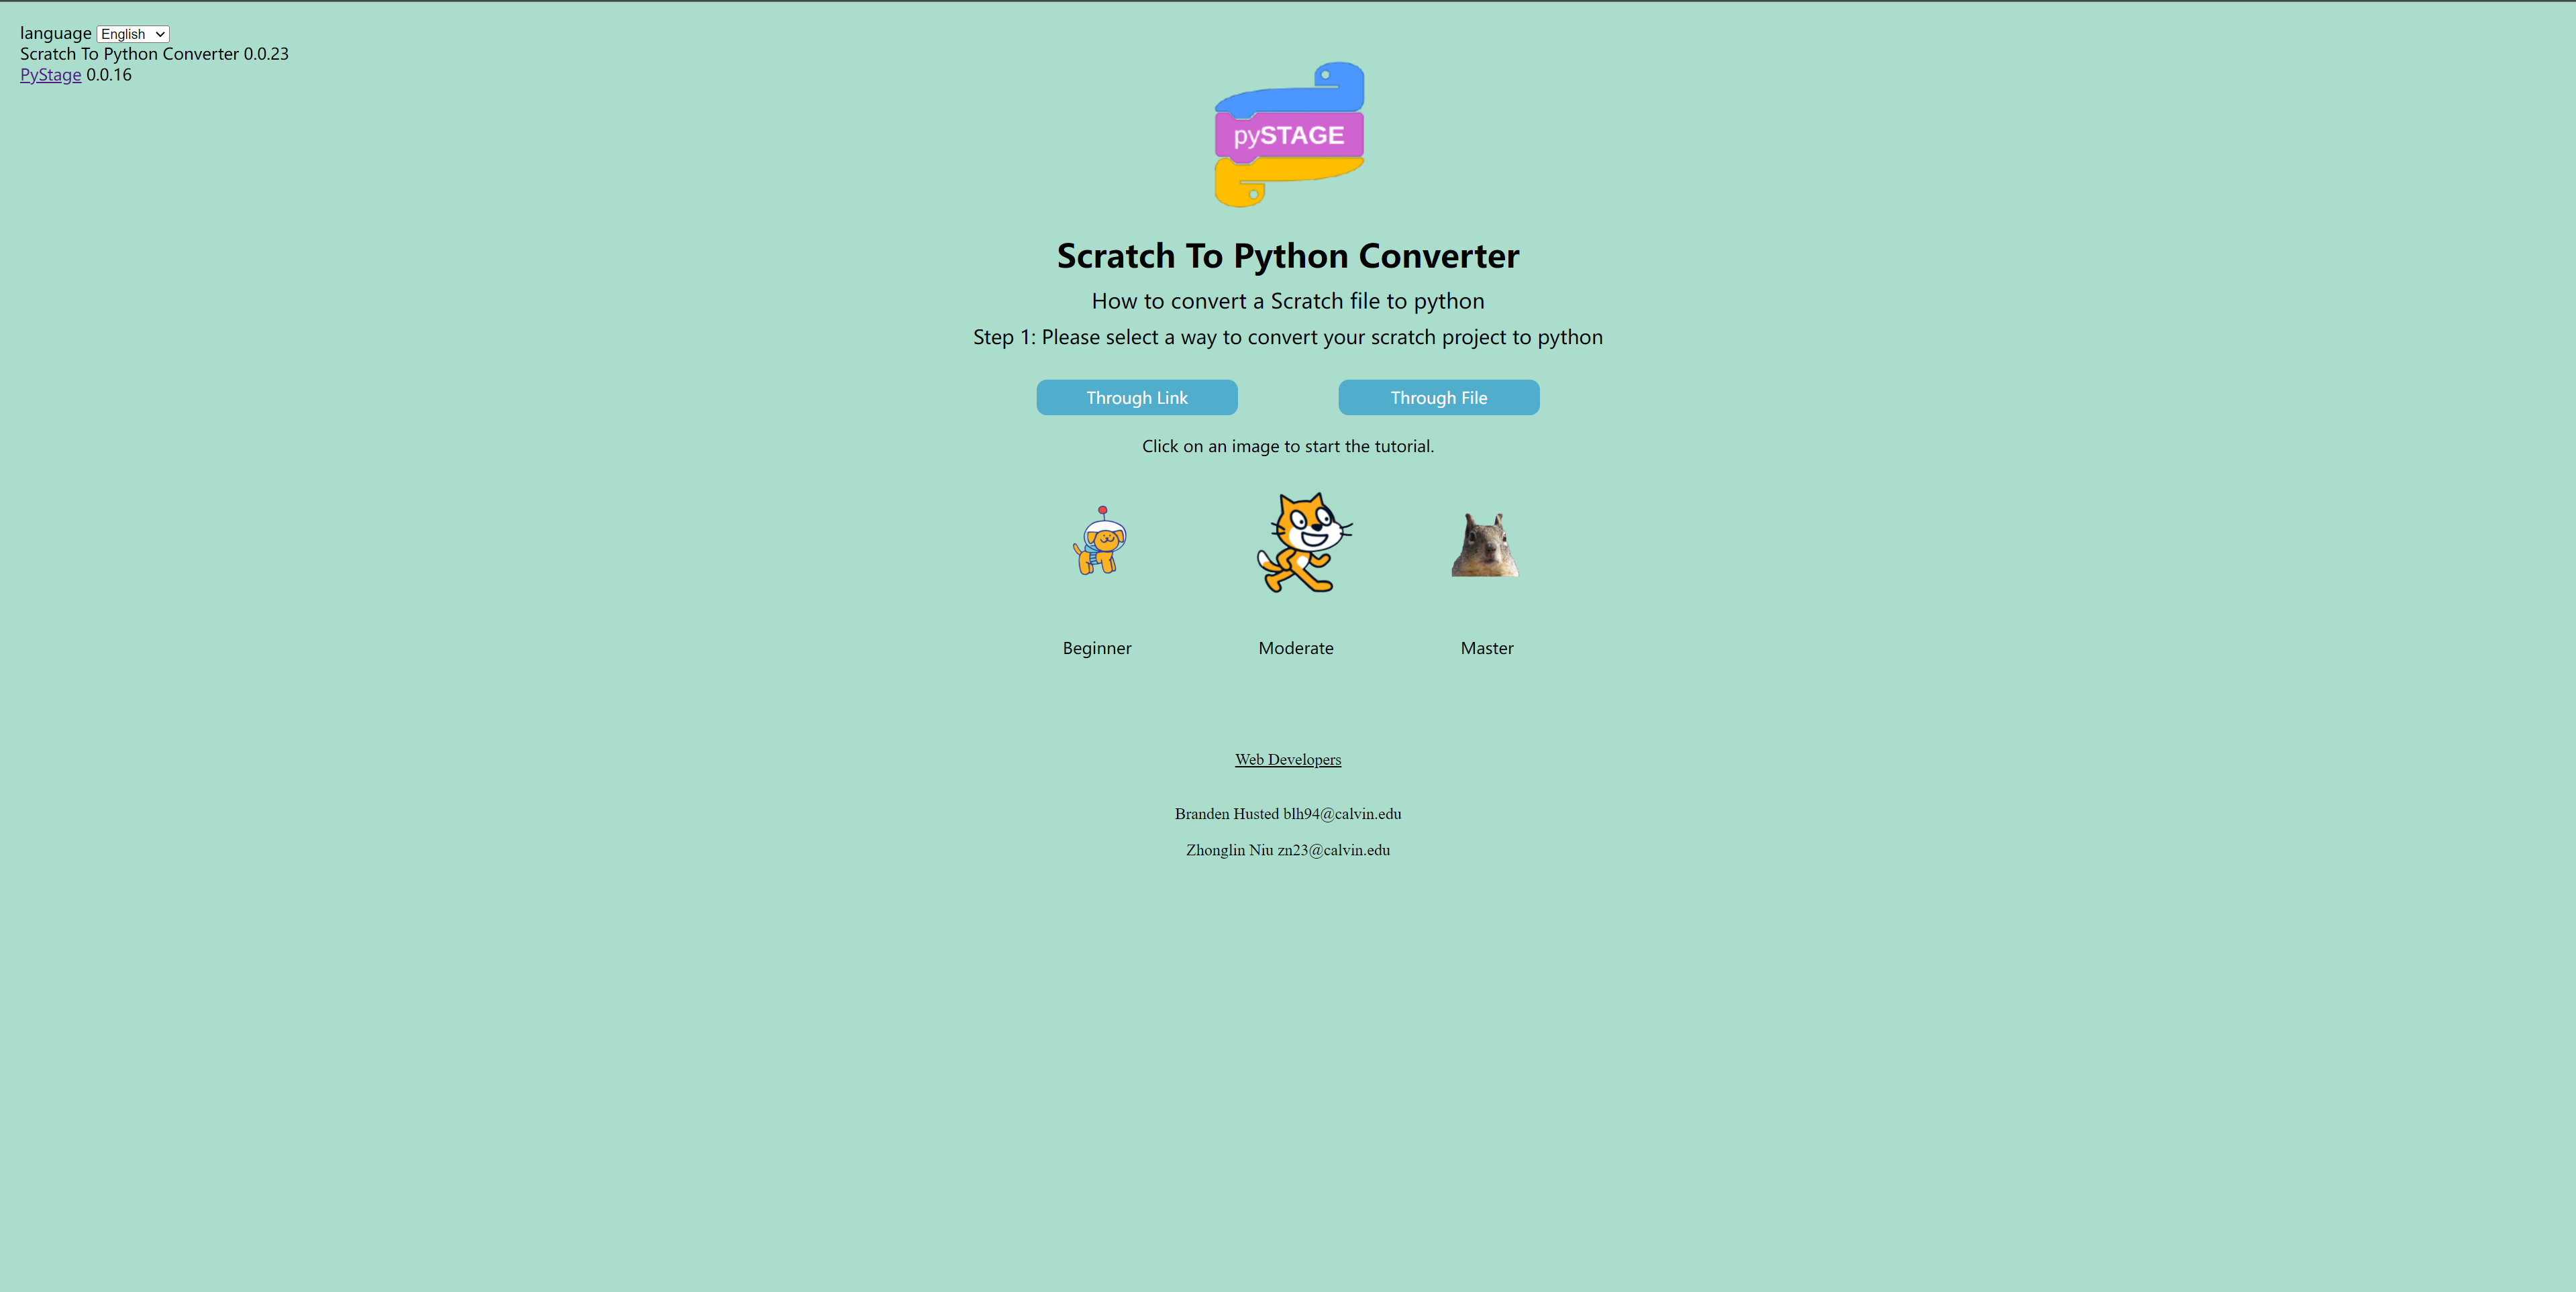 language English
Scratch To Python Converter 0.0.23
PyStage 0.0.16
pySTAGE
Scratch To Python Converter
How to convert a Scratch file to python
Step 1: Please select a way to convert your scratch project to python
Through Link Through File
Click on an image to start the tutorial.
Beginner Moderate Master
Web Developers
Branden Husted blh94@calvin.edu
Zhonglin Niu zn23@calvin.edu